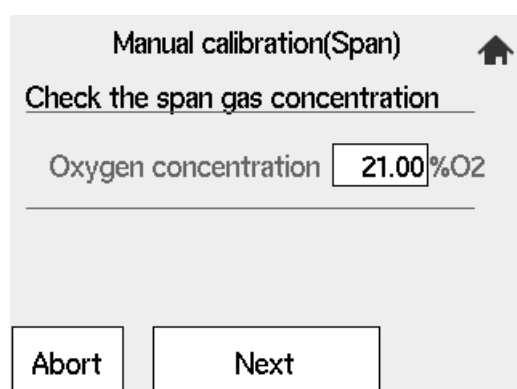 Manual calibration(Span)
Check the span gas concentration
Oxygen concentration 21.00 %O2
Abort Next